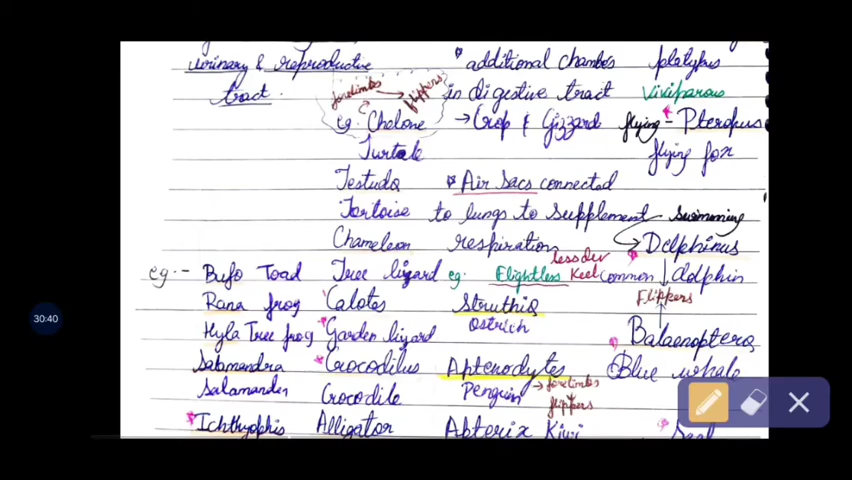 urinary & reproductive
tract.
forelimbs → flippers
eg. Chelone
Turtale
Testudo
Tortoise
Chameleon
Tree lizard
Calotes
Garden lizard
Crocodilus
Crocodile
Alligator
eg:- Bufo Toad
Rana frog
Hyla Tree frog
Salamandra
Salamander
Ichthyophis
additional chambers
in digestive tract
→ Crop & Gizzard
Air Sacs connected
to lungs to supplement
respiration
less dev
eg. Flightless Keel
Struthio
Ostrich
Aptenodytes
Penguin → forelimbs
flippers
Apterix Kiwi
platypus
Viviparous
flying - Pteropus
flying fox
swimming
Delphinus
common dolphin
Flippers
Balaenoptera
Blue whale
Seal
30:40